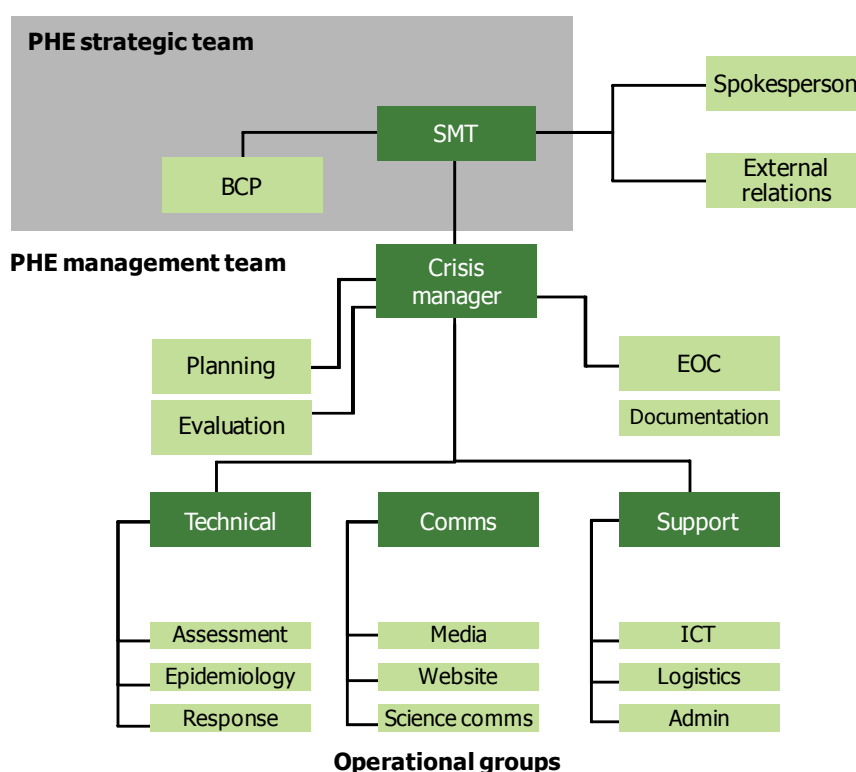 PHE strategic team
Spokesperson
SMT
BCP
External
relations
PHE management team
Crisis
manager
Planning
EOC
Evaluation
Documentation
Technical
Comms
Support
Assessment
Media
ICT
Epidemiology
Website
Logistics
Response
Science comms
Admin
Operational groups